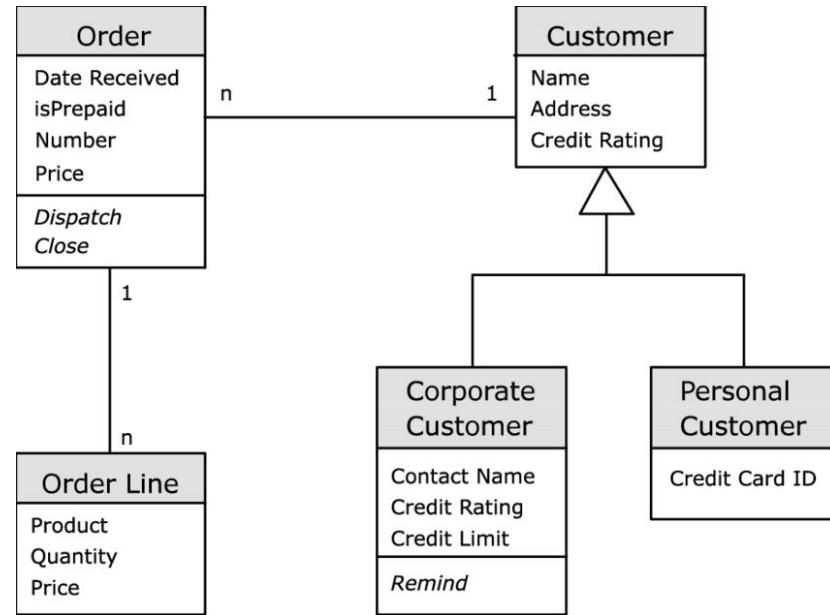 Order
Date Received
isPrepaid
Number
Price
Dispatch
Close
n
1
Customer
Name
Address
Credit Rating
1
n
Order Line
Product
Quantity
Price
Corporate
Customer
Contact Name
Credit Rating
Credit Limit
Remind
Personal
Customer
Credit Card ID